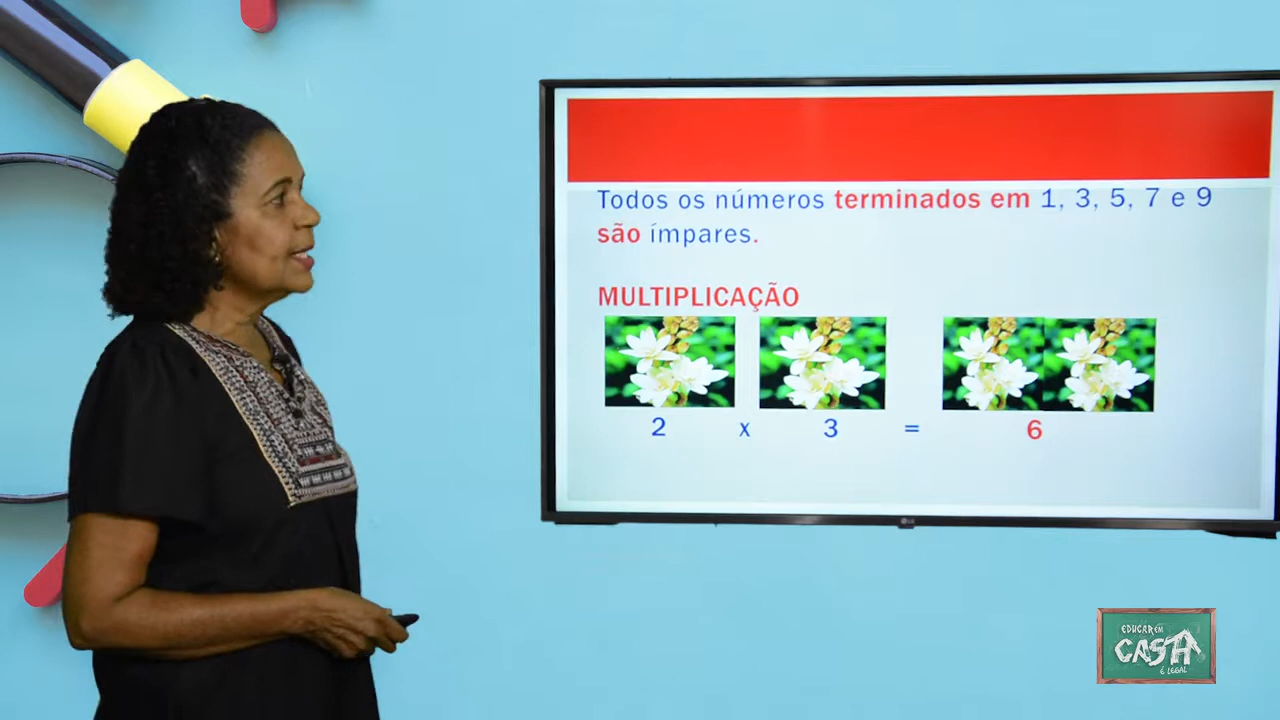 Todos os números terminados em 1, 3, 5, 7 e 9
são ímpares.
MULTIPLICAÇÃO
2 x 3 = 6
LG
EDUCAR EM
CASA
É LEGAL